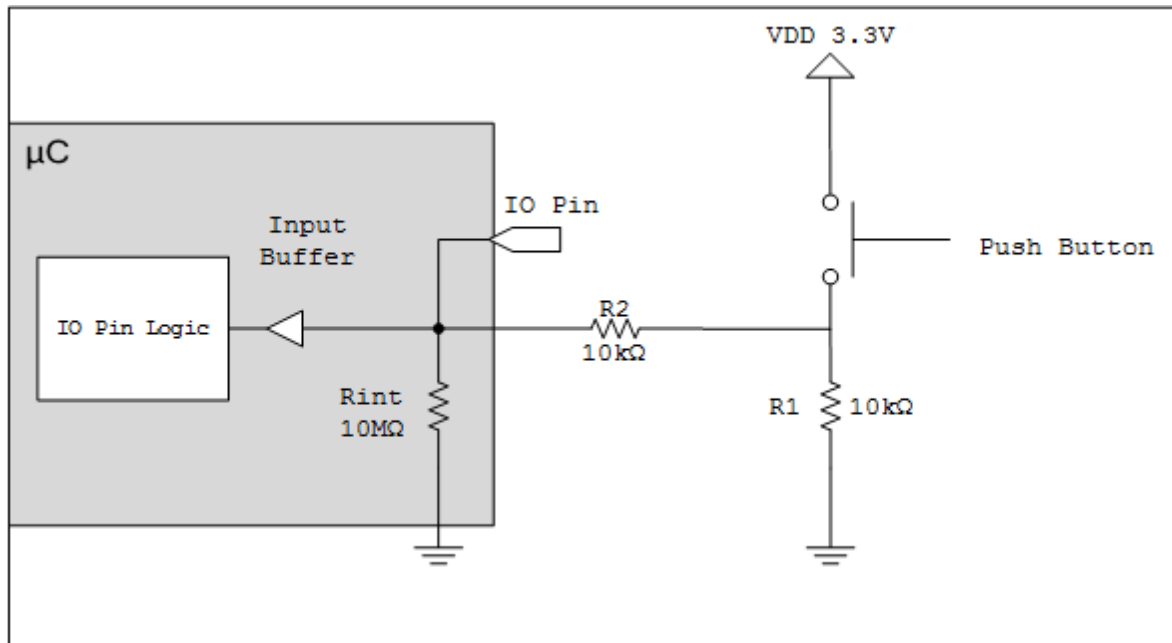 VDD 3.3V
µC
IO Pin
Input
Buffer
Push Button
R2
IO Pin Logic
10kΩ
Rint
10MΩ
R1
10kΩ